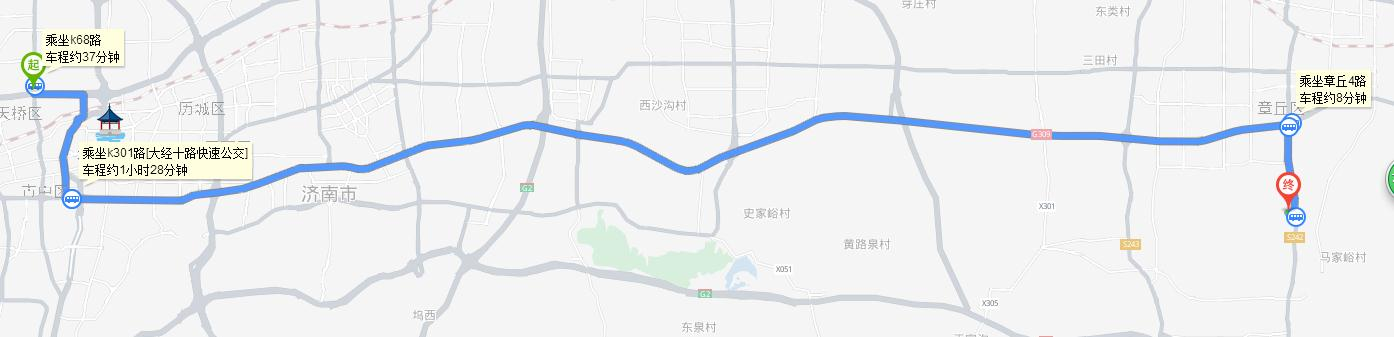 芽庄村
东类村
乘坐k68路
车程约37分钟
起
三田村
乘坐章丘4路
车程约8分钟
天桥区
历城区
西沙沟村
章丘区
G309
乘坐k301路[大经十路快速公交]
车程约1小时28分钟
市中区
济南市
G2
终
X301
史家峪村
S243
黄路泉村
S242
马家峪村
X051
G2
X305
坞西
东泉村